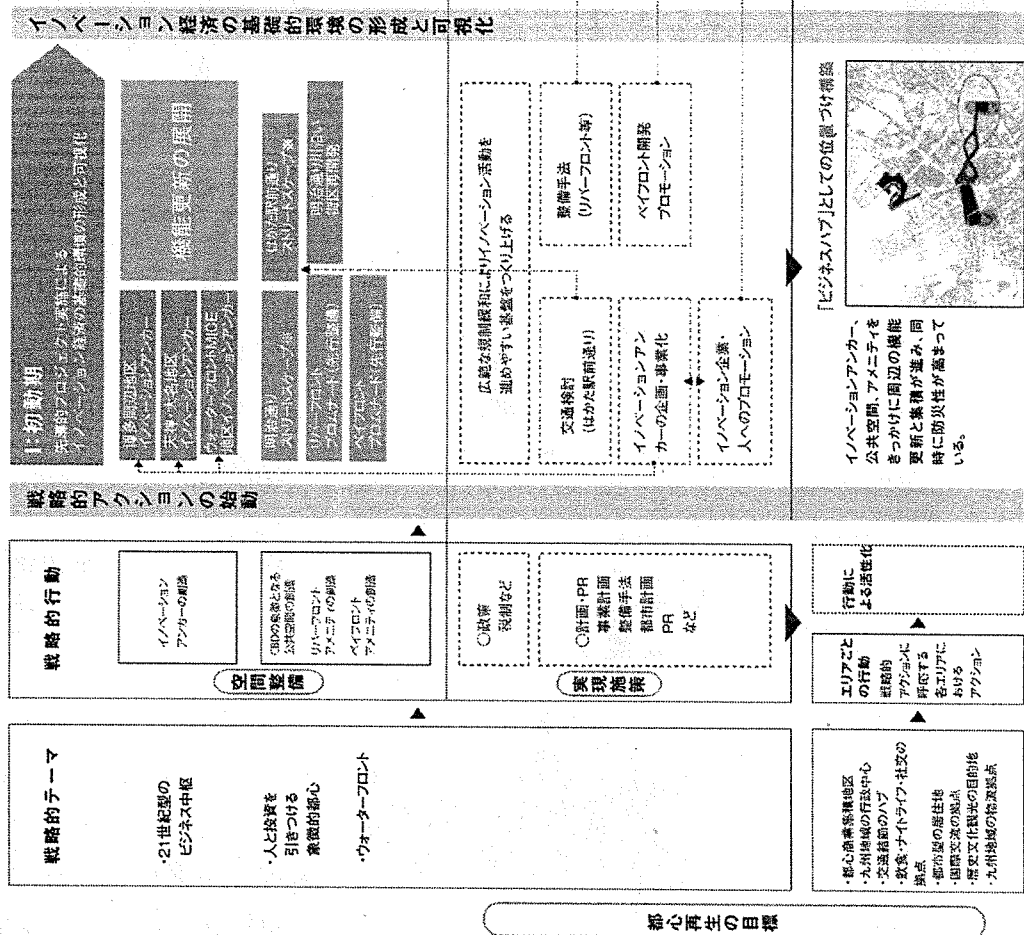 都心再生の目標
戦略的テーマ
・21世紀型の
ビジネス中枢
・人と投資を
引きつける
象徴的都心
・ウォーターフロント
・都心商業集積地区
・九州地域の行政中心
・交通結節のハブ
・飲食・ナイトライフ・社交の
拠点
・都市型の居住地
・国際交流の拠点
・歴史文化観光の目的地
・九州地域の物流拠点
戦略的行動
空間整備
イノベーション
アンカーの創造
CBDの象徴となる
公共空間の創造
リバーフロント
アメニティの創造
ベイフロント
アメニティの創造
実現施策
○政策
税制など
○計画・PR
事業計画
整備手法
都市計画
PR
など
エリアごと
の行動
戦略的
アクションに
呼応する
各エリアに
おける
アクション
行動に
よる活性化
戦略的アクションの始動
I:初動期
先導的プロジェクト実施による
イノベーション経済の基礎的環境の形成と可視化
イノベーションアンカー
天神・大名地区
イノベーションアンカー
ウォーターフロントMICE
地区イノベーションアンカー
機能更新の展開
明治通り
ストリートスケープ
はかた駅前通り
ストリートスケープ
リバーフロント
プロムナード
ベイフロント
広範な規制緩和によりイノベーション活動を
進めやすい基盤をつくり上げる
交通検討
(はかた駅前通り)
整備手法
(リバーフロント等)
イノベーションアン
カーの企画・事業化
ベイフロント開発
プロモーション
イノベーション企業・
人へのプロモーション
イノベーションアンカー、
公共空間、アメニティを
きっかけに周辺の機能
更新と集積が進み、同
時に防災性が高まって
いる。
「ビジネスハブ」としての位置づけ構築
イノベーション経済の基礎的環境の形成と可視化